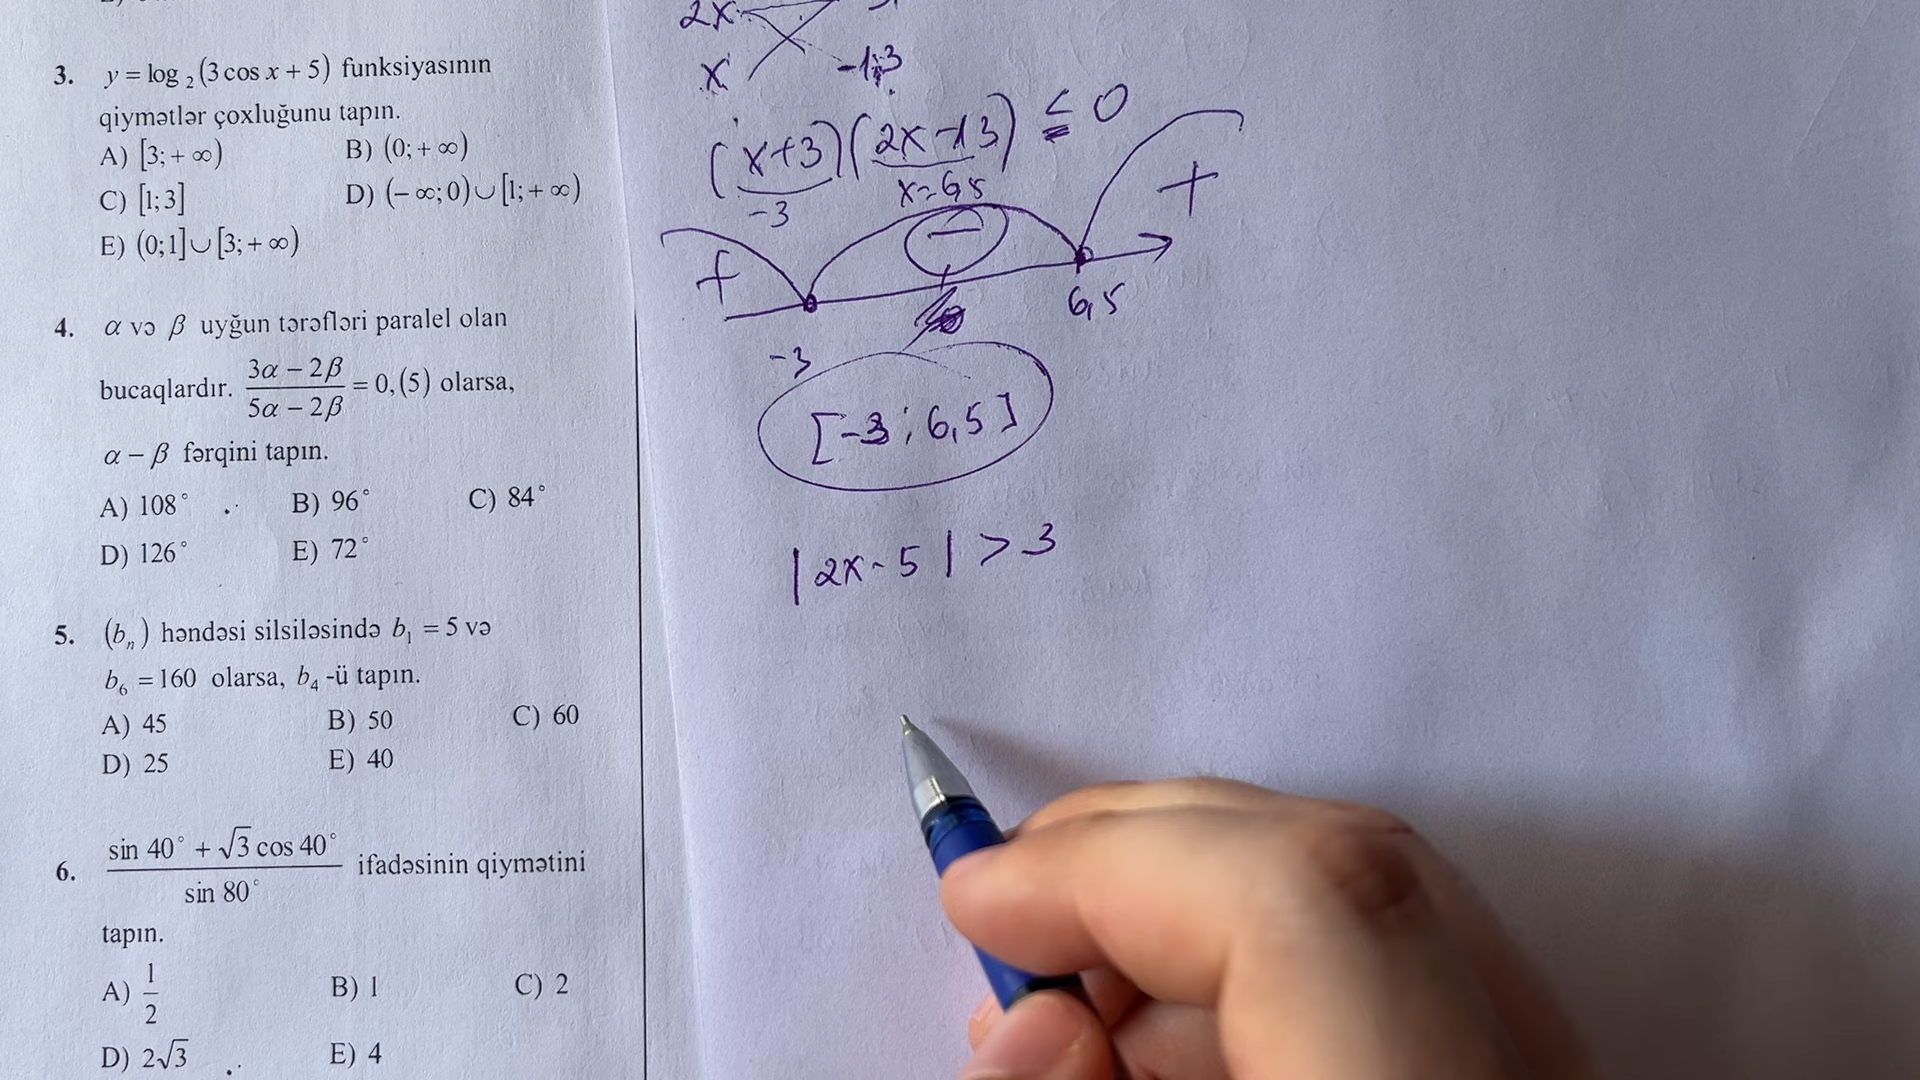 3. y = log₂(3 cos x + 5) funksiyasının
qiymətlər çoxluğunu tapın.
A) [3; + ∞) B) (0; + ∞)
C) [1; 3] D) (− ∞; 0) ∪ [1; + ∞)
E) (0; 1] ∪ [3; + ∞)
4. α və β uyğun tərəfləri paralel olan
bucaqlardır. (3α − 2β)/(5α − 2β) = 0,(5) olarsa,
α − β fərqini tapın.
A) 108° B) 96° C) 84°
D) 126° E) 72°
5. (bₙ) həndəsi silsiləsində b₁ = 5 və
b₆ = 160 olarsa, b₄ -ü tapın.
A) 45 B) 50 C) 60
D) 25 E) 40
6. (sin 40° + √3 cos 40°)/(sin 80°) ifadəsinin qiymətini
tapın.
A) 1/2 B) 1 C) 2
D) 2√3 E) 4
2x
x -13
(x+3)(2x-13) ≤ 0
-3 x=6,5
+ − +
-3 6,5
[-3; 6,5]
|2x-5| > 3